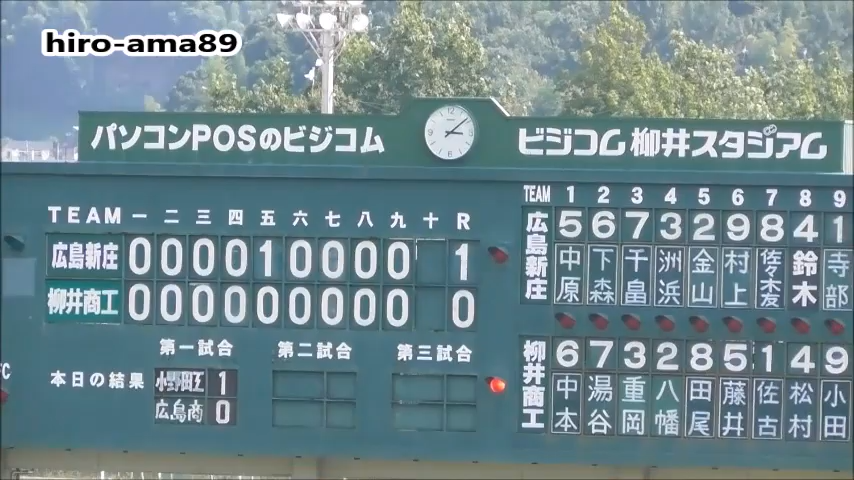 hiro-ama89
パソコンPOSのビジコム
ビジコム 柳井スタジアム
TEAM 一 二 三 四 五 六 七 八 九 十 R
広島新庄 0 0 0 0 1 0 0 0 0 1
柳井商工 0 0 0 0 0 0 0 0 0 0
第一試合 第二試合 第三試合
本日の結果
1
広島商 0
TEAM 1 2 3 4 5 6 7 8 9
広島新庄 5 6 7 3 2 9 8 4 1
中原 下森 千畠 洲浜 金山 村上 佐々木友 鈴木 寺部
柳井商工 6 7 3 2 8 5 1 4 9
中本 湯谷 重岡 八幡 田尾 藤井 佐古 松村 小田